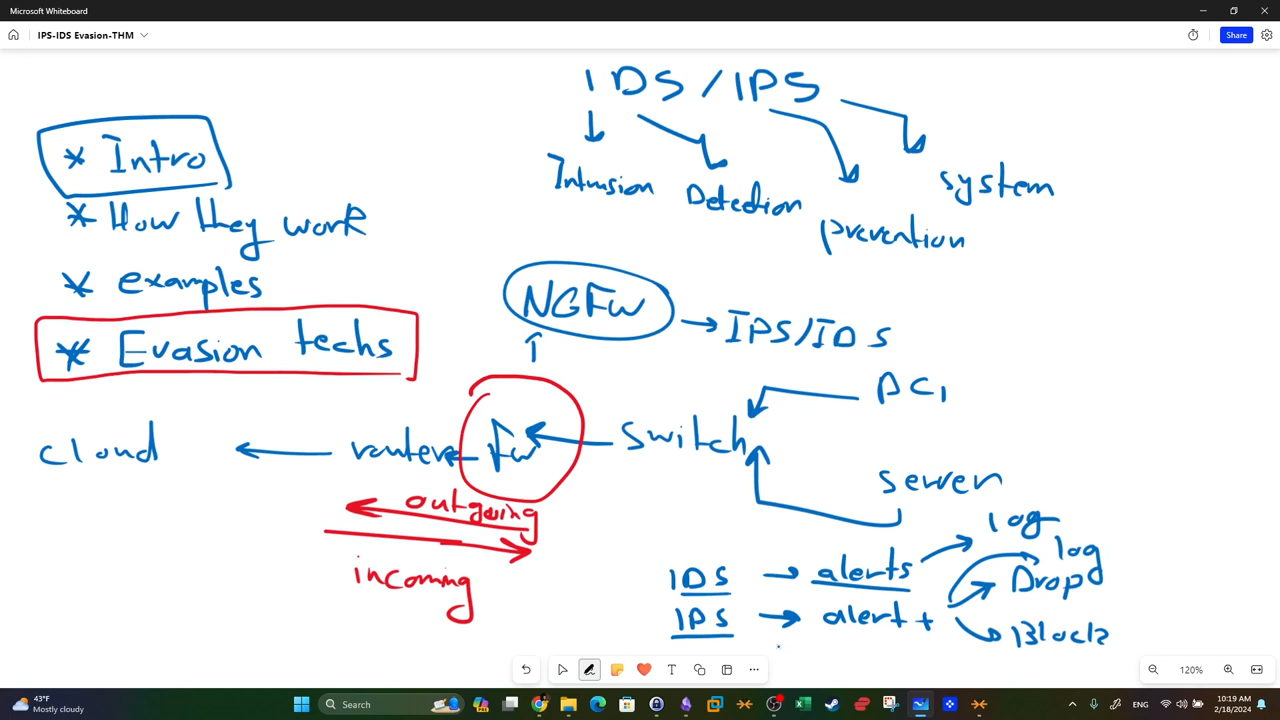 Microsoft Whiteboard
IPS-IDS Evasion-THM
Share
IDS/IPS
Intrusion
Detection
prevention
system
* Intro
* How they work
* examples
* Evasion techs
NGFW
IPS/IDS
PC1
cloud
router
FW
switch
server
outgoing
incoming
IDS → alerts
log
IPS → alert +
log
Drop
Block
120%
43°F
Mostly cloudy
Search
ENG
10:19 AM
2/18/2024